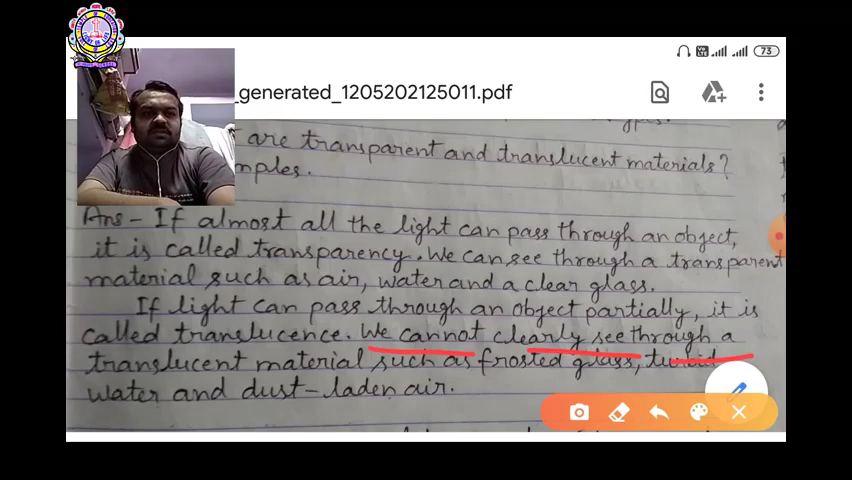 73
_generated_1205202125011.pdf
are transparent and translucent materials?
mples.
Ans - If almost all the light can pass through an object,
it is called transparency. We can see through a transparent
material such as air, water and a clear glass.
If light can pass through an object partially, it is
called translucence. We cannot clearly see through a
translucent material such as frosted glass, turbid
water and dust-laden air.